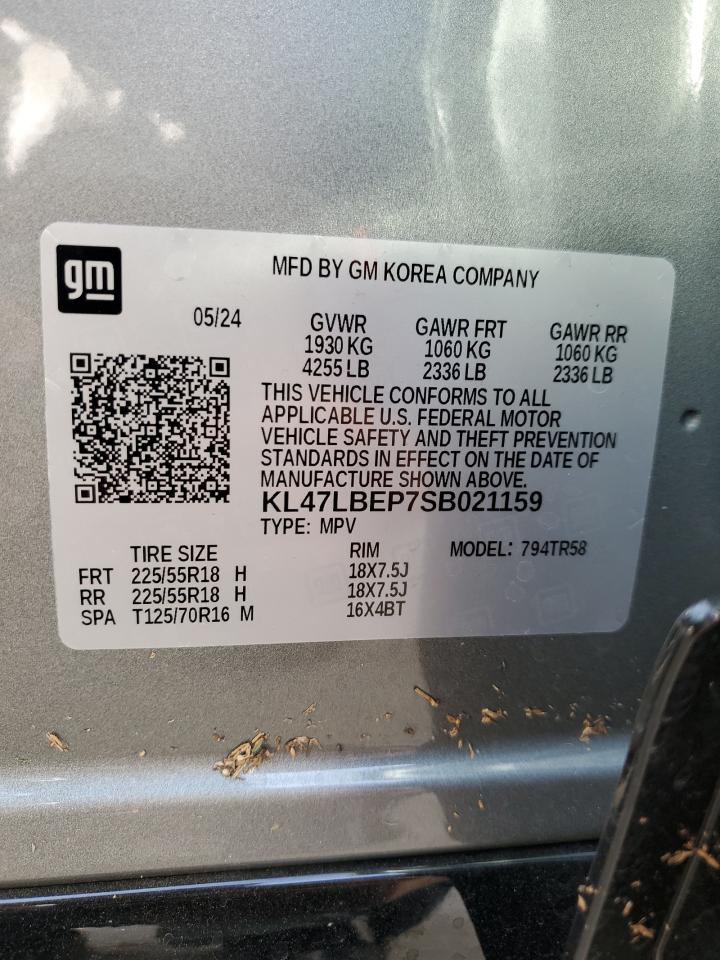 gm
MFD BY GM KOREA COMPANY
05/24
GVWR GAWR FRT GAWR RR
1930 KG 1060 KG 1060 KG
4255 LB 2336 LB 2336 LB
THIS VEHICLE CONFORMS TO ALL
APPLICABLE U.S. FEDERAL MOTOR
VEHICLE SAFETY AND THEFT PREVENTION
STANDARDS IN EFFECT ON THE DATE OF
MANUFACTURE SHOWN ABOVE.
KL47LBEP7SB021159
TYPE: MPV
TIRE SIZE RIM MODEL: 794TR58
FRT 225/55R18 H 18X7.5J
RR 225/55R18 H 18X7.5J
SPA T125/70R16 M 16X4BT